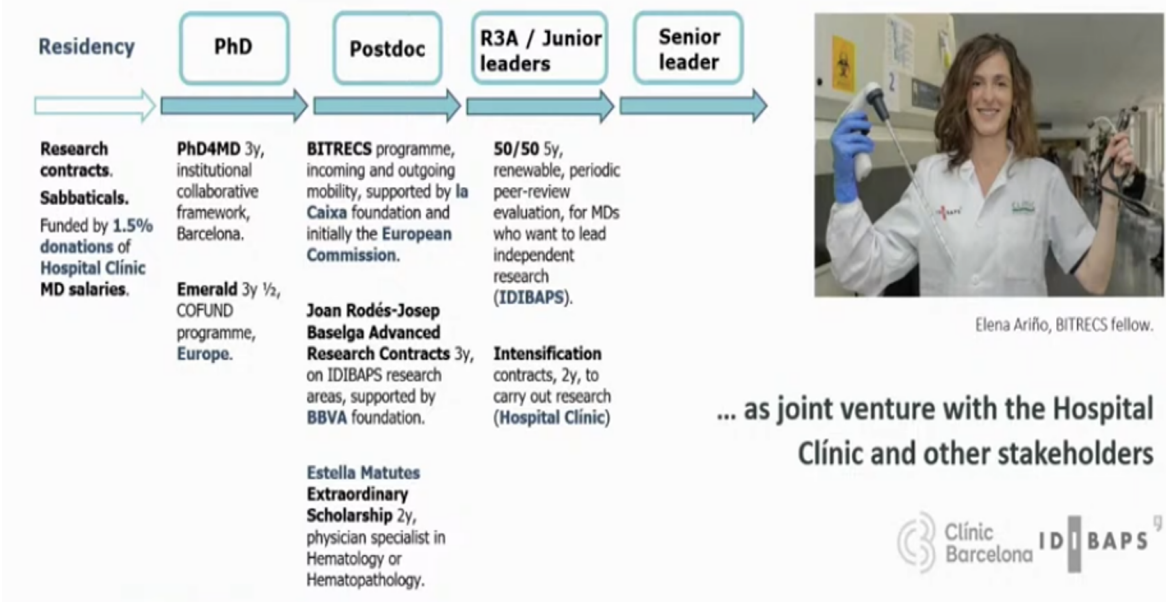 Residency
PhD
Postdoc
R3A / Junior
leaders
Senior
leader
Research
contracts.
Sabbaticals.
Funded by 1.5%
donations of
Hospital Clínic
MD salaries.
PhD4MD 3y,
institutional
collaborative
framework,
Barcelona.
Emerald 3y ½,
COFUND
programme,
Europe.
BITRECS programme,
incoming and outgoing
mobility, supported by la
Caixa foundation and
initially the European
Commission.
Joan Rodés-Josep
Baselga Advanced
Research Contracts 3y,
on IDIBAPS research
areas, supported by
BBVA foundation.
Estella Matutes
Extraordinary
Scholarship 2y,
physician specialist in
Hematology or
Hematopathology.
50/50 5y,
renewable, periodic
peer-review
evaluation, for MDs
who want to lead
independent
research
(IDIBAPS).
Intensification
contracts, 2y, to
carry out research
(Hospital Clínic)
Elena Ariño, BITRECS fellow.
... as joint venture with the Hospital
Clínic and other stakeholders
Clínic
Barcelona
IDIBAPS
9